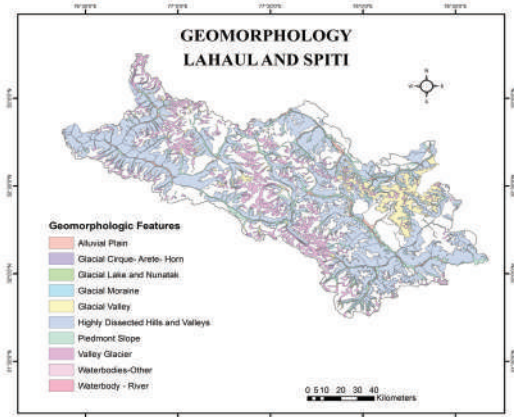 GEOMORPHOLOGY
LAHAUL AND SPITI
N
W E
S
Geomorphologic Features
Alluvial Plain
Glacial Cirque- Arete- Horn
Glacial Lake and Nunatak
Glacial Moraine
Glacial Valley
Highly Dissected Hills and Valleys
Piedmont Slope
Valley Glacier
Waterbodies-Other
Waterbody - River
0 5 10 20 30 40
Kilometers